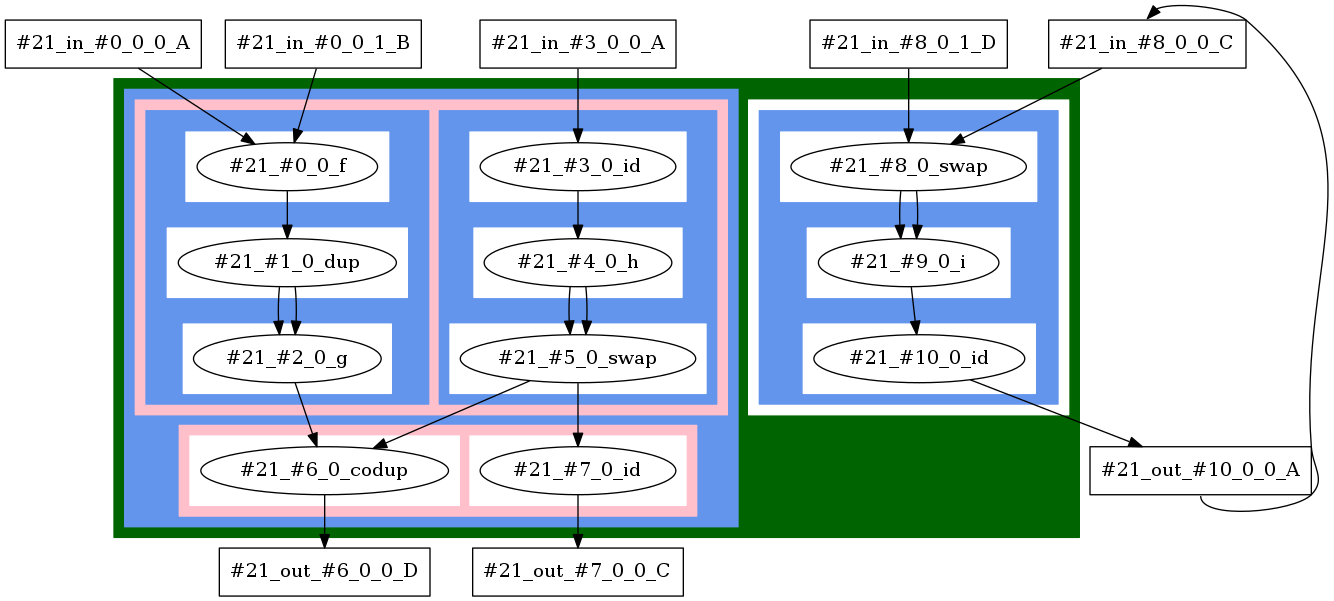 #21_in_#0_0_0_A
#21_in_#0_0_1_B
#21_in_#3_0_0_A
#21_in_#8_0_1_D
#21_in_#8_0_0_C
#21_#0_0_f
#21_#3_0_id
#21_#8_0_swap
#21_#1_0_dup
#21_#4_0_h
#21_#9_0_i
#21_#2_0_g
#21_#5_0_swap
#21_#10_0_id
#21_#6_0_codup
#21_#7_0_id
#21_out_#10_0_0_A
#21_out_#6_0_0_D
#21_out_#7_0_0_C